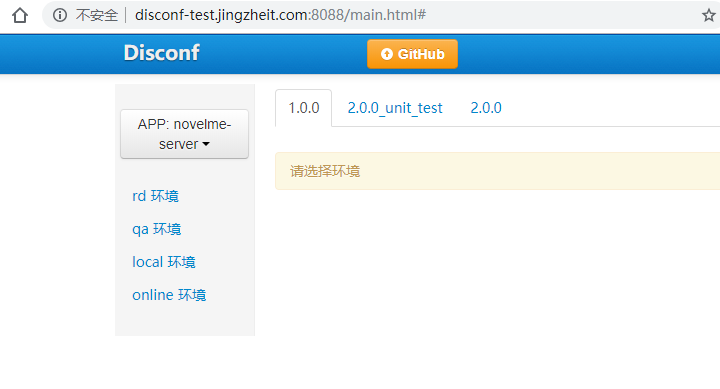 不安全 disconf-test.jingzheit.com:8088/main.html#
Disconf
GitHub
APP: novelme-
server
1.0.0
2.0.0_unit_test
2.0.0
请选择环境
rd 环境
qa 环境
local 环境
online 环境